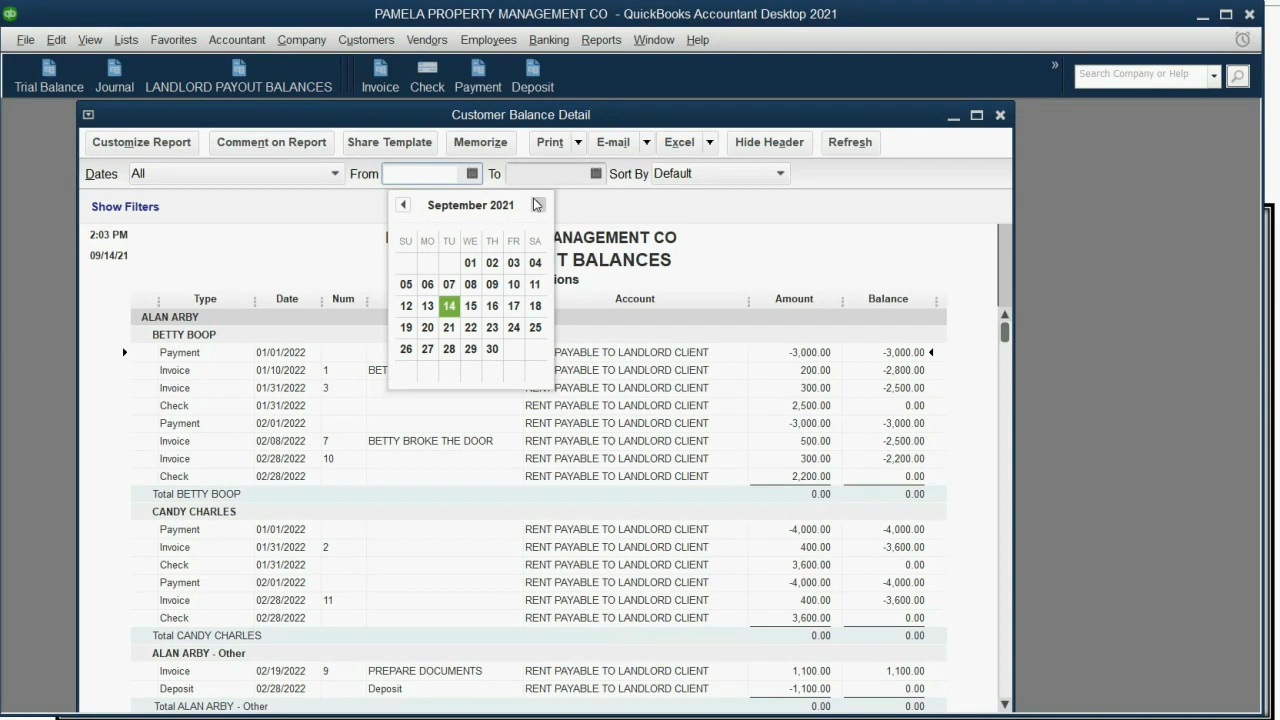 PAMELA PROPERTY MANAGEMENT CO - QuickBooks Accountant Desktop 2021
File Edit View Lists Favorites Accountant Company Customers Vendors Employees Banking Reports Window Help
Trial Balance Journal LANDLORD PAYOUT BALANCES Invoice Check Payment Deposit
Search Company or Help
Customer Balance Detail
Customize Report Comment on Report Share Template Memorize Print E-mail Excel Hide Header Refresh
Dates All From To Sort By Default
Show Filters
September 2021
SU MO TU WE TH FR SA
01 02 03 04
05 06 07 08 09 10 11
12 13 14 15 16 17 18
19 20 21 22 23 24 25
26 27 28 29 30
2:03 PM
09/14/21
ANAGEMENT CO
T BALANCES
ions
Type Date Num Account Amount Balance
ALAN ARBY
BETTY BOOP
Payment 01/01/2022 RENT PAYABLE TO LANDLORD CLIENT -3,000.00 -3,000.00
Invoice 01/10/2022 1 BET PAYABLE TO LANDLORD CLIENT 200.00 -2,800.00
Invoice 01/31/2022 3 PAYABLE TO LANDLORD CLIENT 300.00 -2,500.00
Check 01/31/2022 RENT PAYABLE TO LANDLORD CLIENT 2,500.00 0.00
Payment 02/01/2022 RENT PAYABLE TO LANDLORD CLIENT -3,000.00 -3,000.00
Invoice 02/08/2022 7 BETTY BROKE THE DOOR RENT PAYABLE TO LANDLORD CLIENT 500.00 -2,500.00
Invoice 02/28/2022 10 RENT PAYABLE TO LANDLORD CLIENT 300.00 -2,200.00
Check 02/28/2022 RENT PAYABLE TO LANDLORD CLIENT 2,200.00 0.00
Total BETTY BOOP 0.00 0.00
CANDY CHARLES
Payment 01/01/2022 RENT PAYABLE TO LANDLORD CLIENT -4,000.00 -4,000.00
Invoice 01/31/2022 2 RENT PAYABLE TO LANDLORD CLIENT 400.00 -3,600.00
Check 01/31/2022 RENT PAYABLE TO LANDLORD CLIENT 3,600.00 0.00
Payment 02/01/2022 RENT PAYABLE TO LANDLORD CLIENT -4,000.00 -4,000.00
Invoice 02/28/2022 11 RENT PAYABLE TO LANDLORD CLIENT 400.00 -3,600.00
Check 02/28/2022 RENT PAYABLE TO LANDLORD CLIENT 3,600.00 0.00
Total CANDY CHARLES 0.00 0.00
ALAN ARBY - Other
Invoice 02/19/2022 9 PREPARE DOCUMENTS RENT PAYABLE TO LANDLORD CLIENT 1,100.00 1,100.00
Deposit 02/28/2022 Deposit RENT PAYABLE TO LANDLORD CLIENT -1,100.00 0.00
Total ALAN ARBY - Other 0.00 0.00